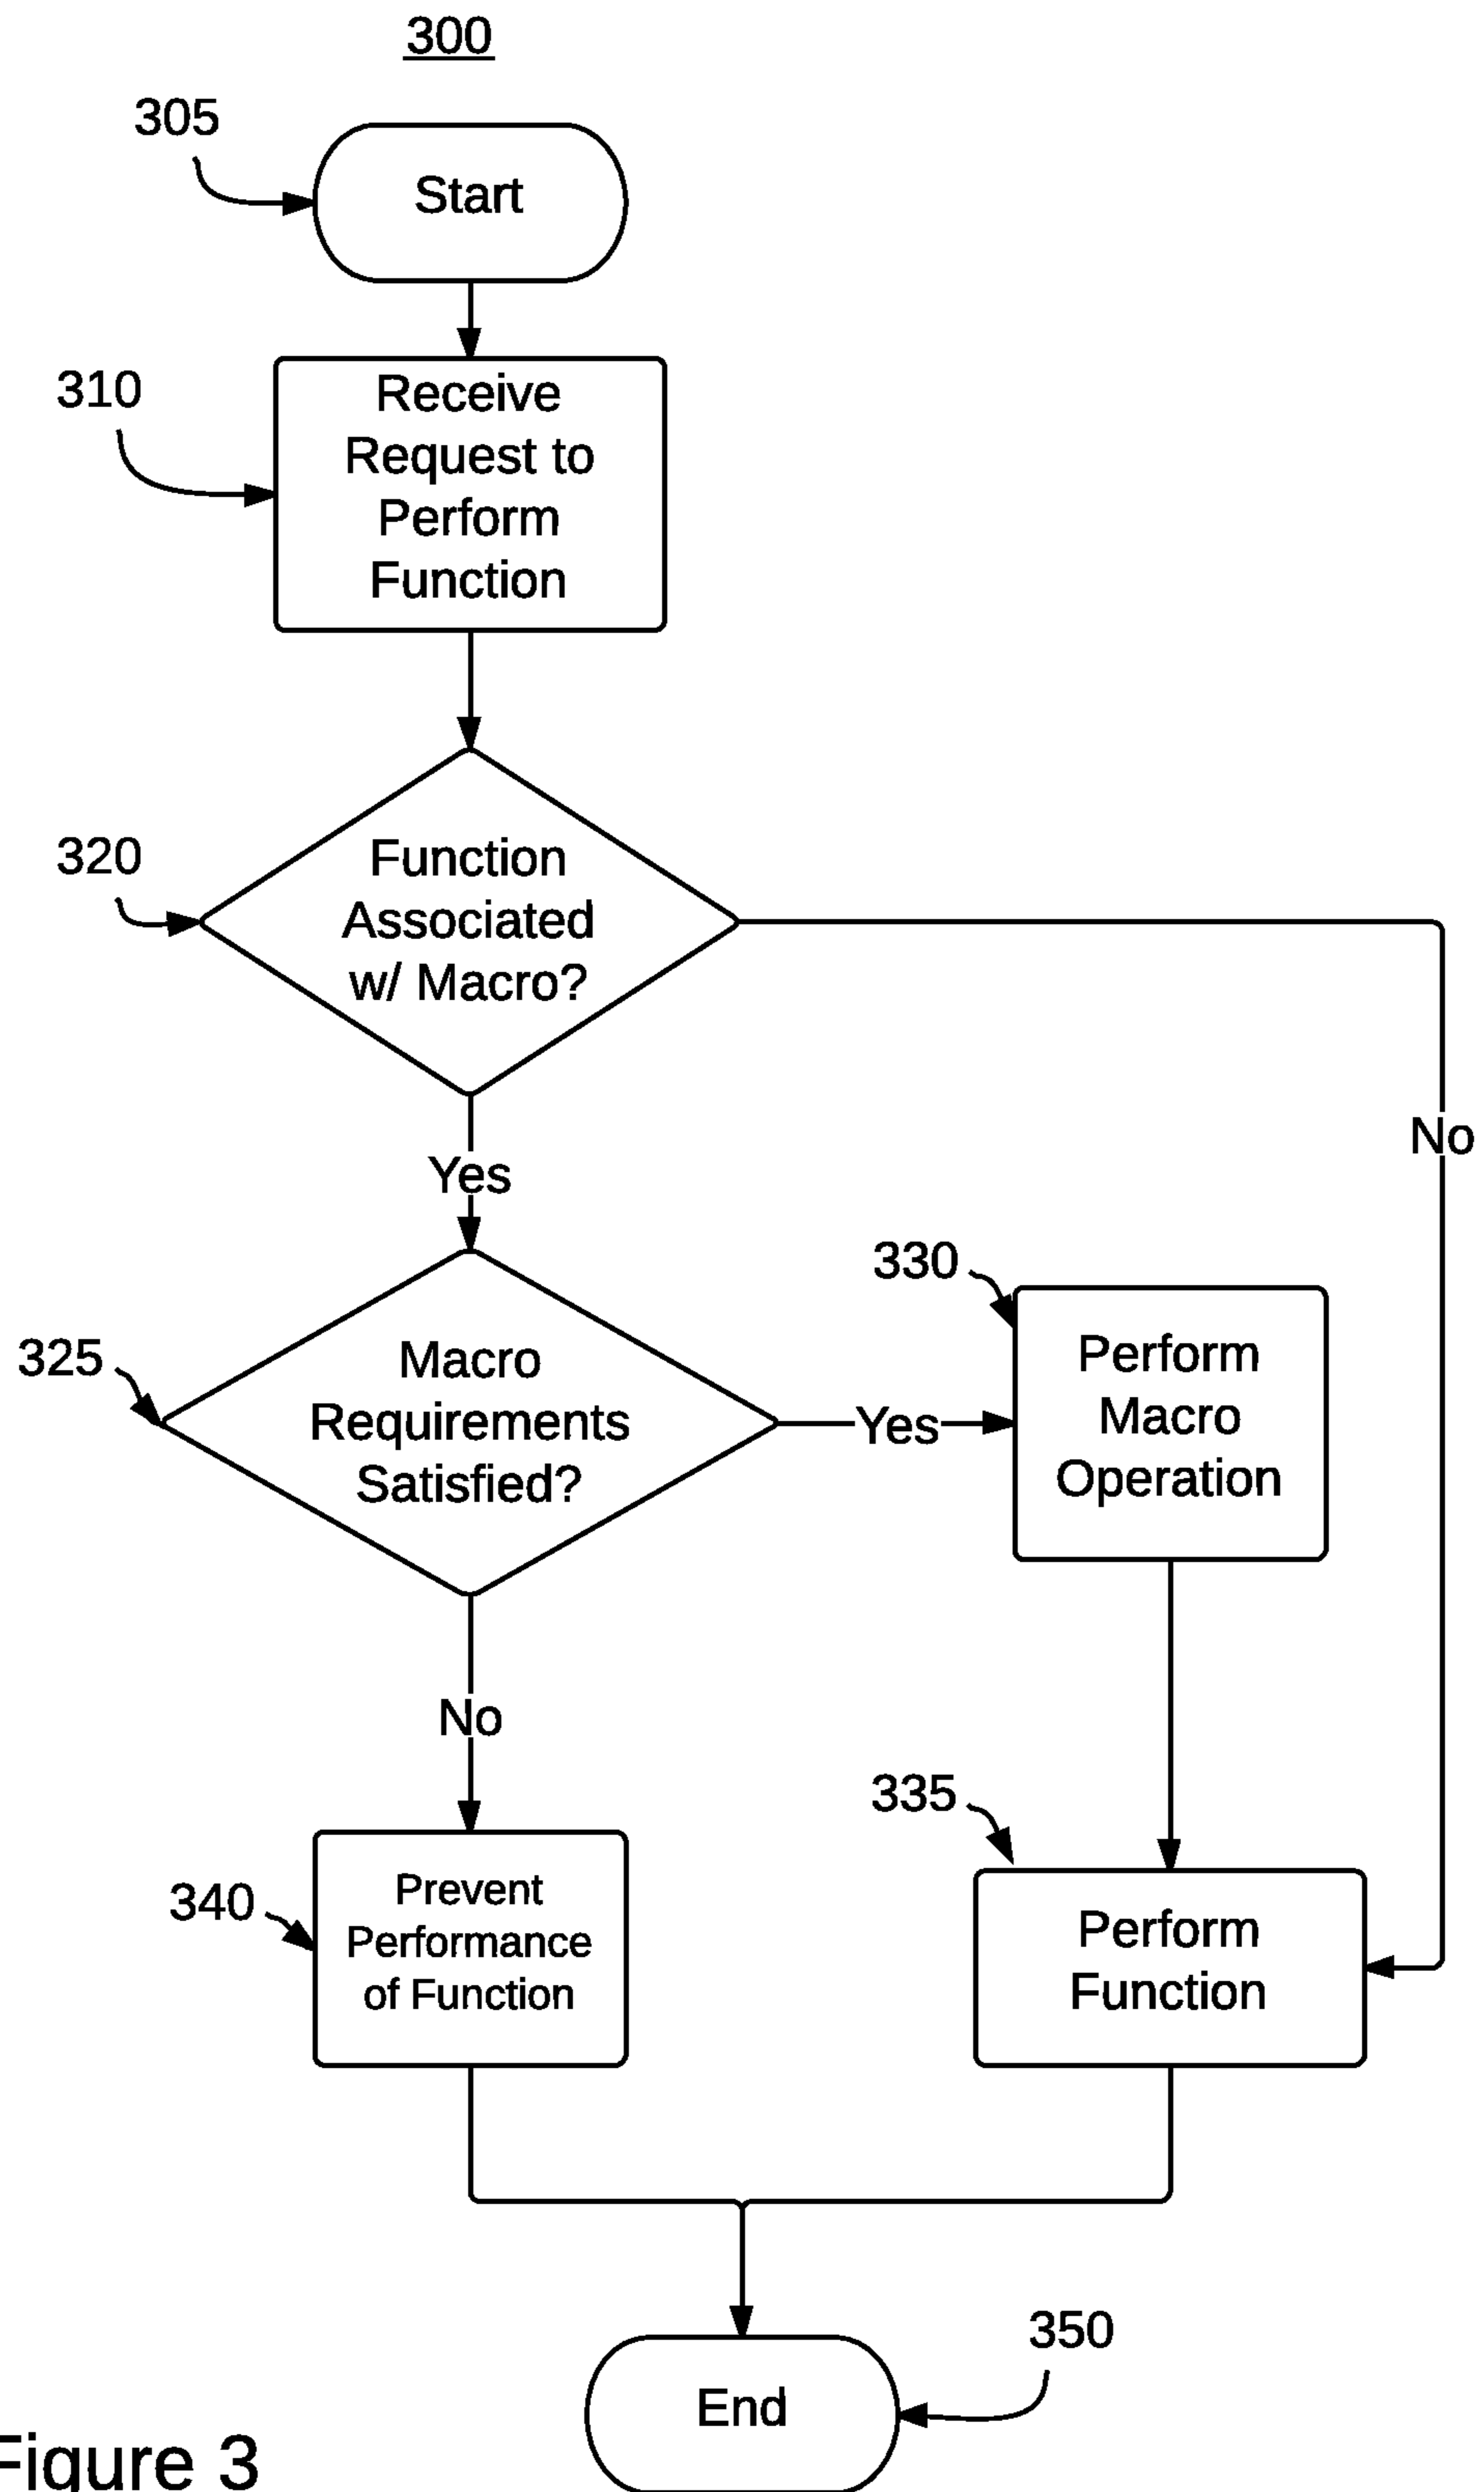 300
305
Start
310
Receive
Request to
Perform
Function
320
Function
Associated
w/ Macro?
No
Yes
325
Macro
Requirements
Satisfied?
Yes
330
Perform
Macro
Operation
No
335
340
Prevent
Performance
of Function
Perform
Function
350
End
Figure 3